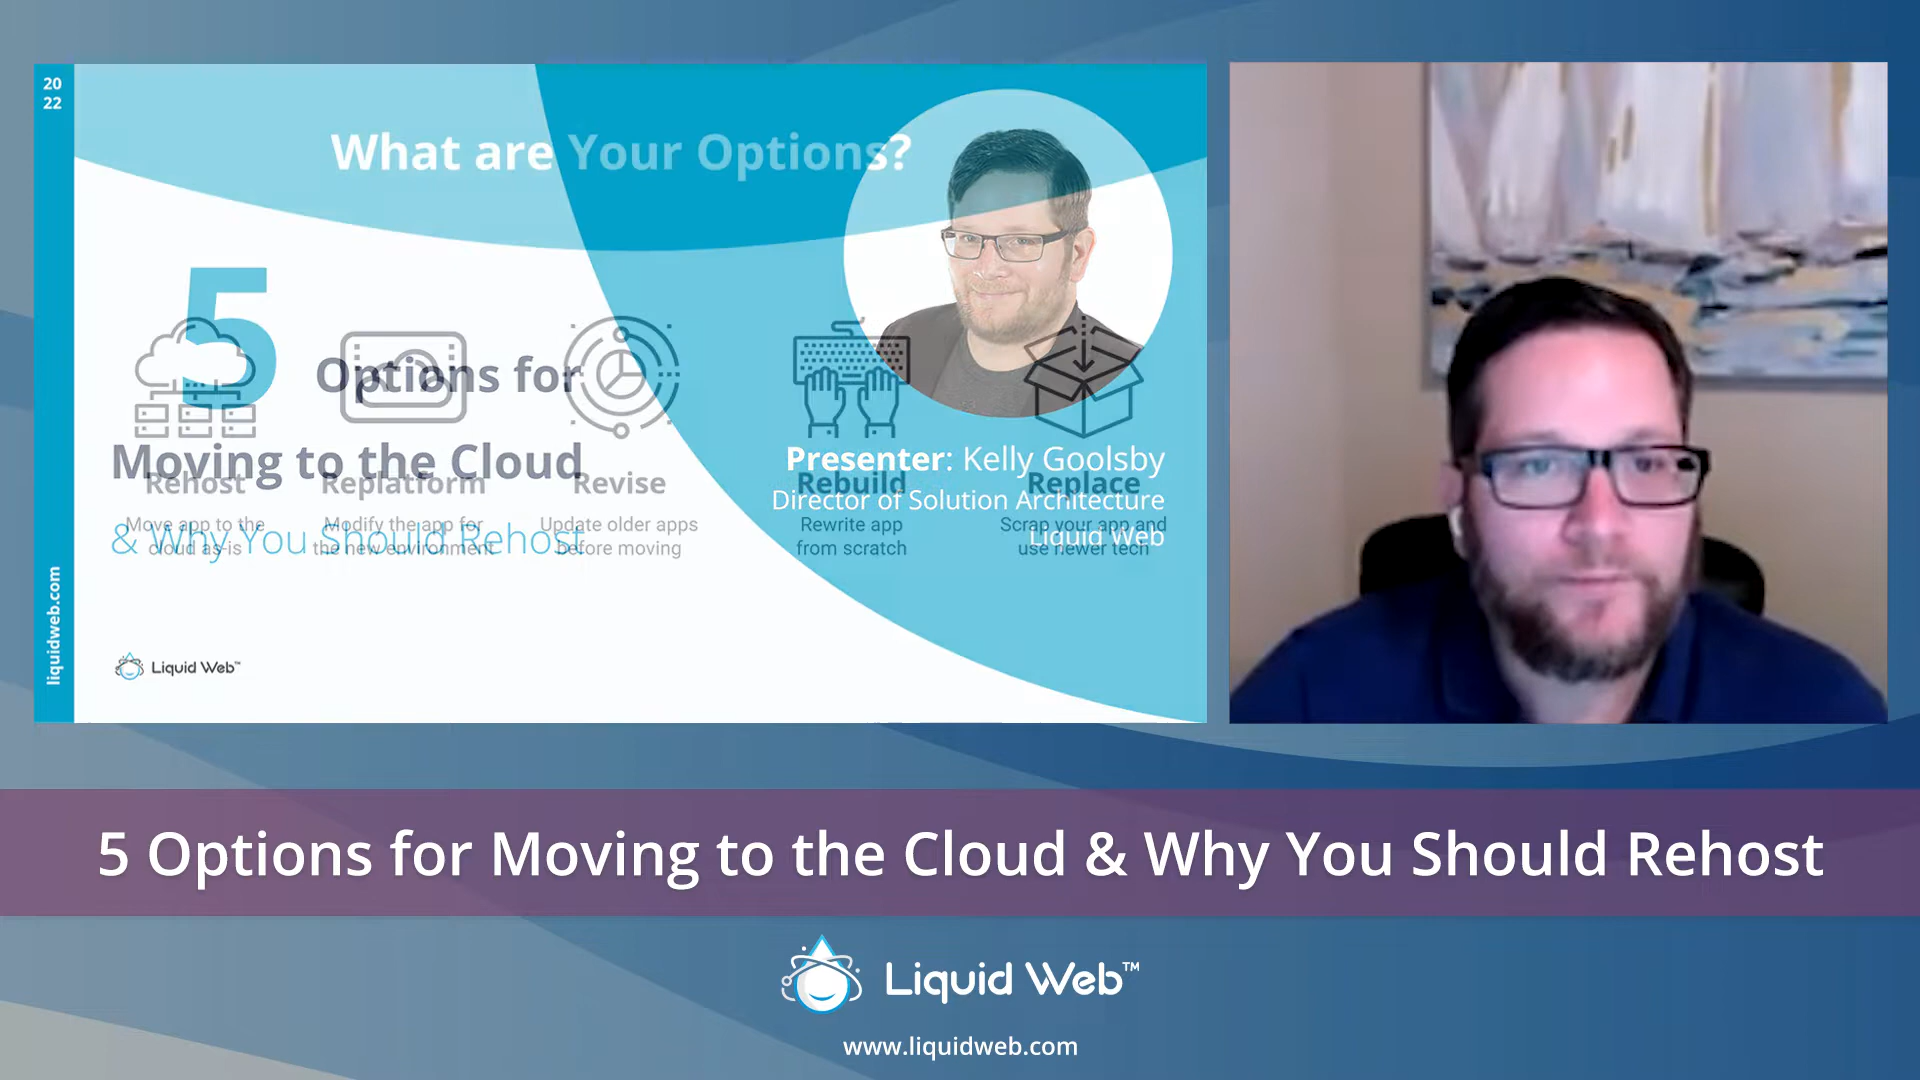 20
22
What are Your Options?
5
Options for
Moving to the Cloud
& Why You Should Rehost
Rehost
Move app to the
cloud as-is
Replatform
Modify the app for
the new environment
Revise
Update older apps
before moving
Rebuild
Rewrite app
from scratch
Replace
Scrap your app and
use newer tech
Presenter: Kelly Goolsby
Director of Solution Architecture
Liquid Web
liquidweb.com
Liquid Web™
5 Options for Moving to the Cloud & Why You Should Rehost
Liquid Web™
www.liquidweb.com